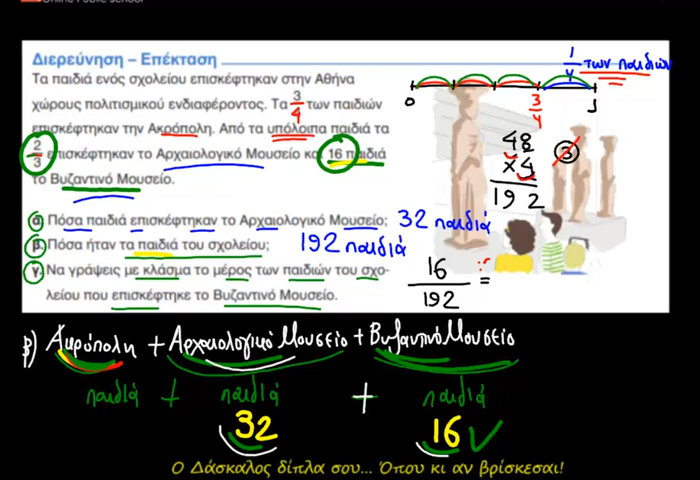 Online Public School
Διερεύνηση – Επέκταση
1/4 των παιδιών
Τα παιδιά ενός σχολείου επισκέφτηκαν στην Αθήνα
χώρους πολιτισμικού ενδιαφέροντος. Τα 3/4 των παιδιών
επισκέφτηκαν την Ακρόπολη. Από τα υπόλοιπα παιδιά τα
2/3 επισκέφτηκαν το Αρχαιολογικό Μουσείο και 16 παιδιά
το Βυζαντινό Μουσείο.
0 3/4 1
48 3
x4
192
α. Πόσα παιδιά επισκέφτηκαν το Αρχαιολογικό Μουσείο; 32 παιδιά
β. Πόσα ήταν τα παιδιά του σχολείου; 192 παιδιά
γ. Να γράψεις με κλάσμα το μέρος των παιδιών του σχο-
λείου που επισκέφτηκε το Βυζαντινό Μουσείο.
16/192 =
β) Ακρόπολη + Αρχαιολογικό Μουσείο + Βυζαντινό Μουσείο
παιδιά + παιδιά + παιδιά
32 16
Ο Δάσκαλος δίπλα σου... Όπου κι αν βρίσκεσαι!